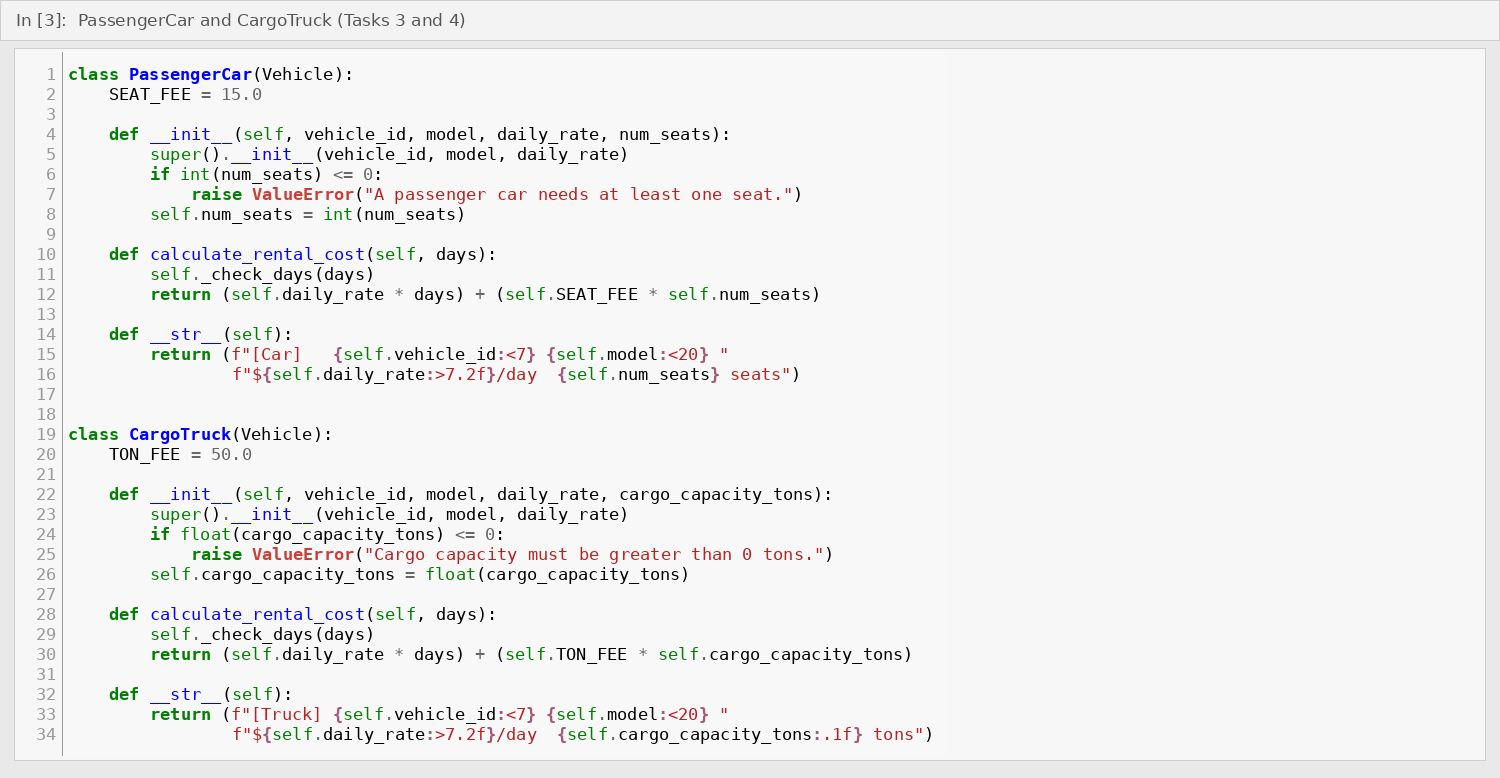 In [3]:  PassengerCar and CargoTruck (Tasks 3 and 4)
1 class PassengerCar(Vehicle):
2     SEAT_FEE = 15.0
3
4     def __init__(self, vehicle_id, model, daily_rate, num_seats):
5         super().__init__(vehicle_id, model, daily_rate)
6         if int(num_seats) <= 0:
7             raise ValueError("A passenger car needs at least one seat.")
8         self.num_seats = int(num_seats)
9
10     def calculate_rental_cost(self, days):
11         self._check_days(days)
12         return (self.daily_rate * days) + (self.SEAT_FEE * self.num_seats)
13
14     def __str__(self):
15         return (f"[Car]   {self.vehicle_id:<7} {self.model:<20} "
16                 f"${self.daily_rate:>7.2f}/day  {self.num_seats} seats")
17
18
19 class CargoTruck(Vehicle):
20     TON_FEE = 50.0
21
22     def __init__(self, vehicle_id, model, daily_rate, cargo_capacity_tons):
23         super().__init__(vehicle_id, model, daily_rate)
24         if float(cargo_capacity_tons) <= 0:
25             raise ValueError("Cargo capacity must be greater than 0 tons.")
26         self.cargo_capacity_tons = float(cargo_capacity_tons)
27
28     def calculate_rental_cost(self, days):
29         self._check_days(days)
30         return (self.daily_rate * days) + (self.TON_FEE * self.cargo_capacity_tons)
31
32     def __str__(self):
33         return (f"[Truck] {self.vehicle_id:<7} {self.model:<20} "
34                 f"${self.daily_rate:>7.2f}/day  {self.cargo_capacity_tons:.1f} tons")